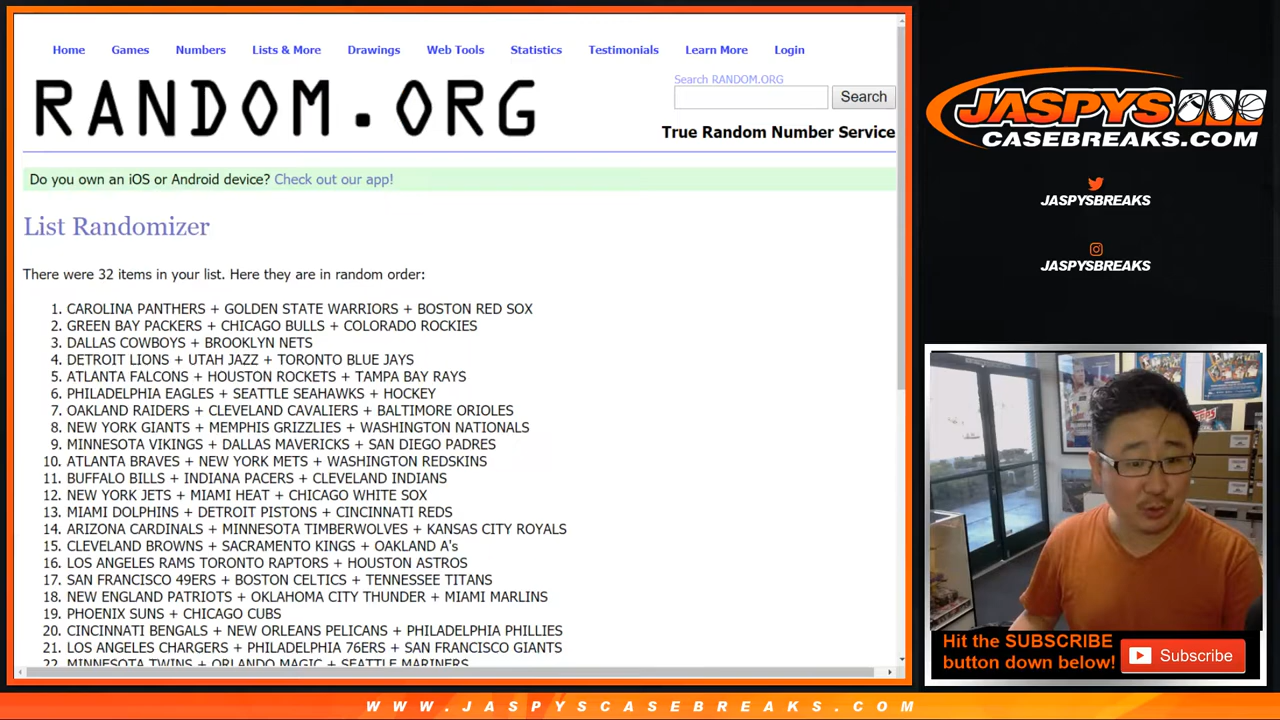 Home Games Numbers Lists & More Drawings Web Tools Statistics Testimonials Learn More Login
RANDOM.ORG
Search RANDOM.ORG
Search
True Random Number Service
Do you own an iOS or Android device? Check out our app!
List Randomizer
There were 32 items in your list. Here they are in random order:
1. CAROLINA PANTHERS + GOLDEN STATE WARRIORS + BOSTON RED SOX
2. GREEN BAY PACKERS + CHICAGO BULLS + COLORADO ROCKIES
3. DALLAS COWBOYS + BROOKLYN NETS
4. DETROIT LIONS + UTAH JAZZ + TORONTO BLUE JAYS
5. ATLANTA FALCONS + HOUSTON ROCKETS + TAMPA BAY RAYS
6. PHILADELPHIA EAGLES + SEATTLE SEAHAWKS + HOCKEY
7. OAKLAND RAIDERS + CLEVELAND CAVALIERS + BALTIMORE ORIOLES
8. NEW YORK GIANTS + MEMPHIS GRIZZLIES + WASHINGTON NATIONALS
9. MINNESOTA VIKINGS + DALLAS MAVERICKS + SAN DIEGO PADRES
10. ATLANTA BRAVES + NEW YORK METS + WASHINGTON REDSKINS
11. BUFFALO BILLS + INDIANA PACERS + CLEVELAND INDIANS
12. NEW YORK JETS + MIAMI HEAT + CHICAGO WHITE SOX
13. MIAMI DOLPHINS + DETROIT PISTONS + CINCINNATI REDS
14. ARIZONA CARDINALS + MINNESOTA TIMBERWOLVES + KANSAS CITY ROYALS
15. CLEVELAND BROWNS + SACRAMENTO KINGS + OAKLAND A's
16. LOS ANGELES RAMS TORONTO RAPTORS + HOUSTON ASTROS
17. SAN FRANCISCO 49ERS + BOSTON CELTICS + TENNESSEE TITANS
18. NEW ENGLAND PATRIOTS + OKLAHOMA CITY THUNDER + MIAMI MARLINS
19. PHOENIX SUNS + CHICAGO CUBS
20. CINCINNATI BENGALS + NEW ORLEANS PELICANS + PHILADELPHIA PHILLIES
21. LOS ANGELES CHARGERS + PHILADELPHIA 76ERS + SAN FRANCISCO GIANTS
22. MINNESOTA TWINS + ORLANDO MAGIC + SEATTLE MARINERS
JASPYS
CASEBREAKS.COM
JASPYSBREAKS
JASPYSBREAKS
Hit the SUBSCRIBE
button down below!
Subscribe
WWW.JASPYSCASEBREAKS.COM